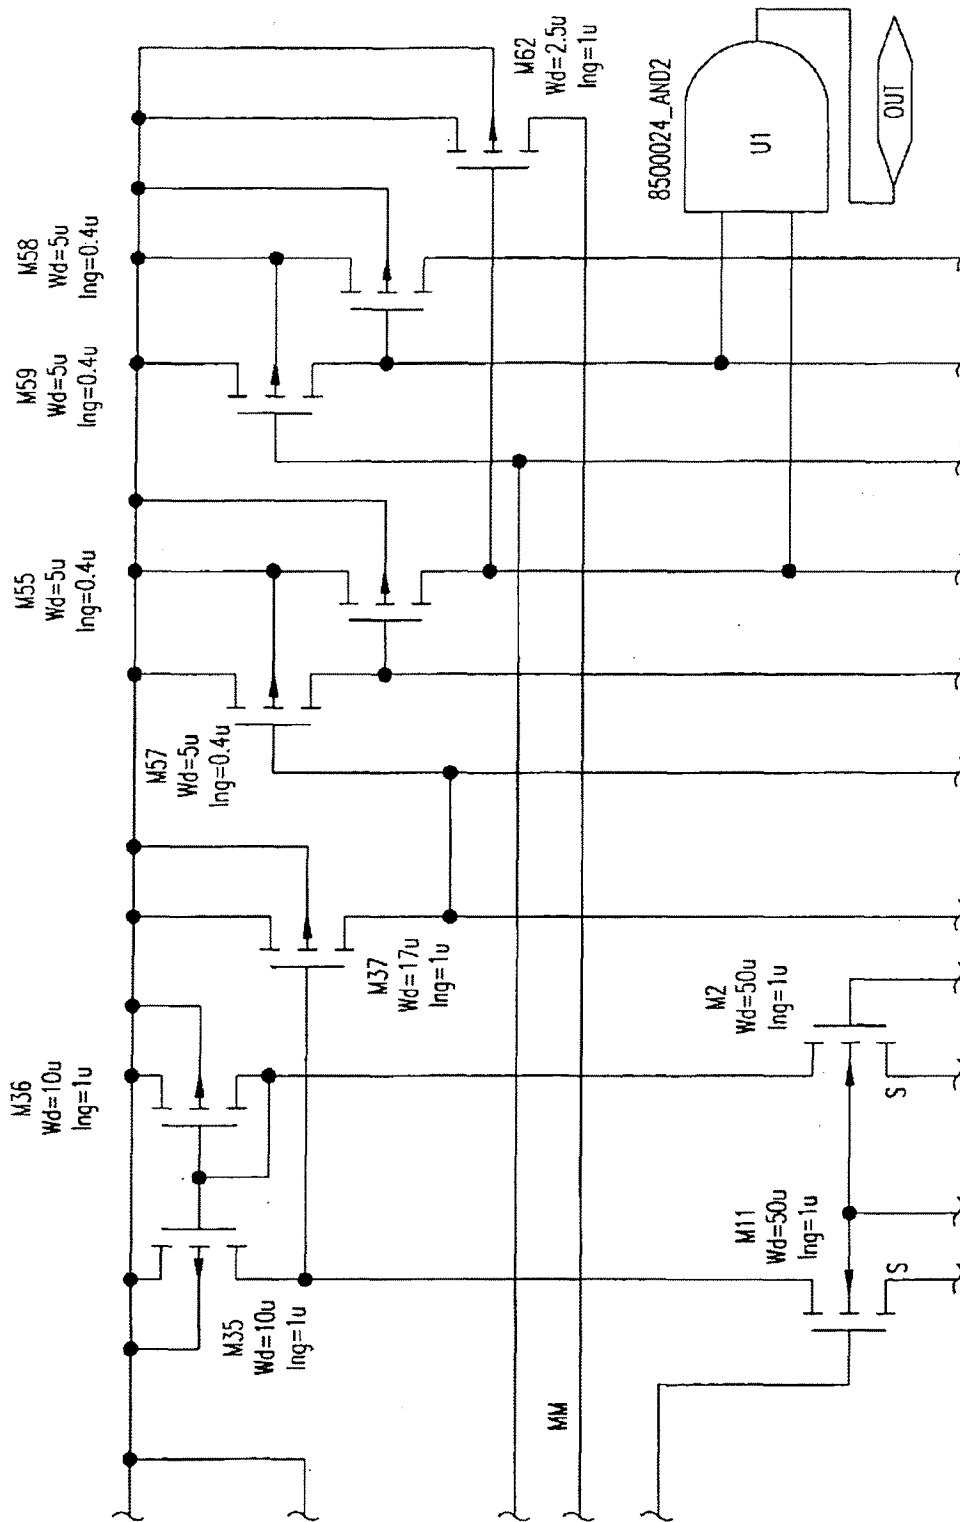 M36
Wd=10u
lng=1u
M35
Wd=10u
lng=1u
M37
Wd=17u
lng=1u
M57
Wd=5u
lng=0.4u
M55
Wd=5u
lng=0.4u
M59
Wd=5u
lng=0.4u
M58
Wd=5u
lng=0.4u
M62
Wd=2.5u
lng=1u
MM
M11
Wd=50u
lng=1u
S
M2
Wd=50u
lng=1u
S
8500024_AND2
U1
OUT